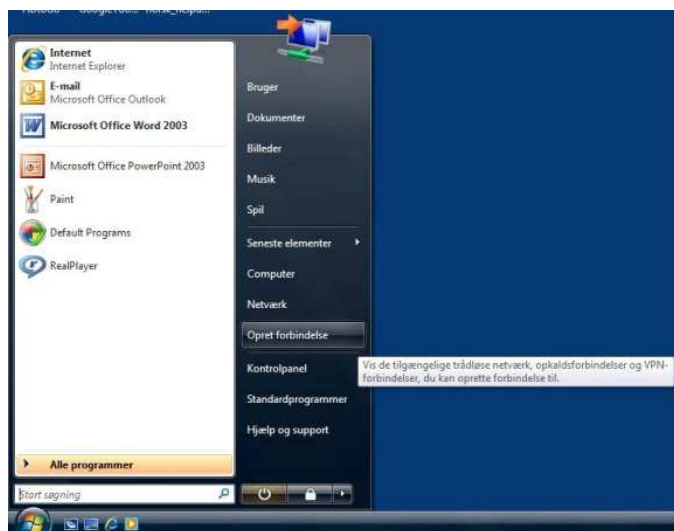 Internet
Internet Explorer
E-mail
Microsoft Office Outlook
Microsoft Office Word 2003
Microsoft Office PowerPoint 2003
Paint
Default Programs
RealPlayer
Alle programmer
Start søgning
Bruger
Dokumenter
Billeder
Musik
Spil
Seneste elementer
Computer
Netværk
Opret forbindelse
Kontrolpanel
Standardprogrammer
Hjælp og support
Vis de tilgængelige trådløse netværk, opkaldsforbindelser og VPN-
forbindelser, du kan oprette forbindelse til.